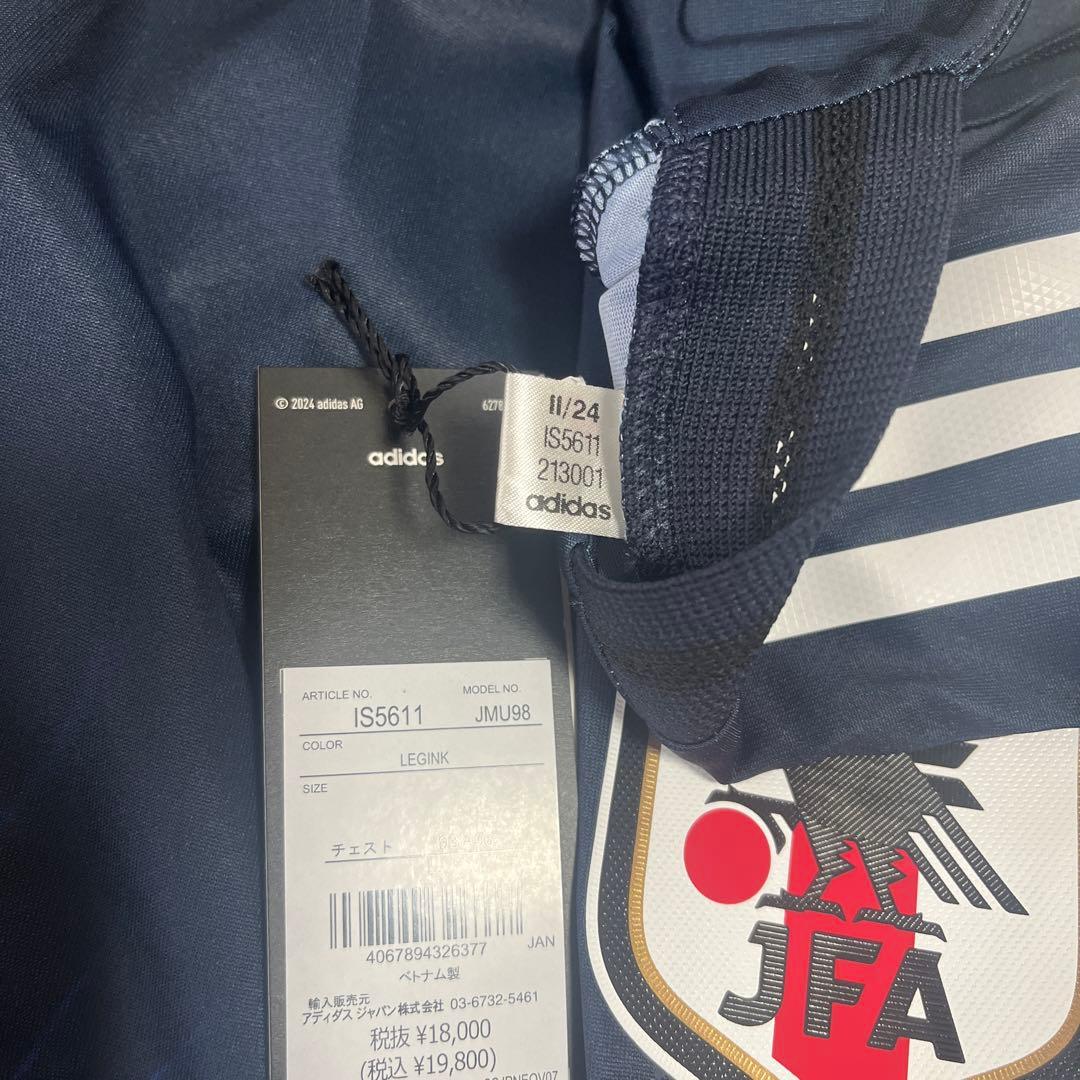 © 2024 adidas AG
6278
adidas
II/24
IS5611
213001
adidas
ARTICLE NO.
MODEL NO.
IS5611
JMU98
COLOR
LEGINK
SIZE
チェスト
4067894326377
JAN
ベトナム製
輸入販売元
アディダス ジャパン株式会社 03-6732-5461
税抜 ¥18,000
(税込 ¥19,800)
JFA